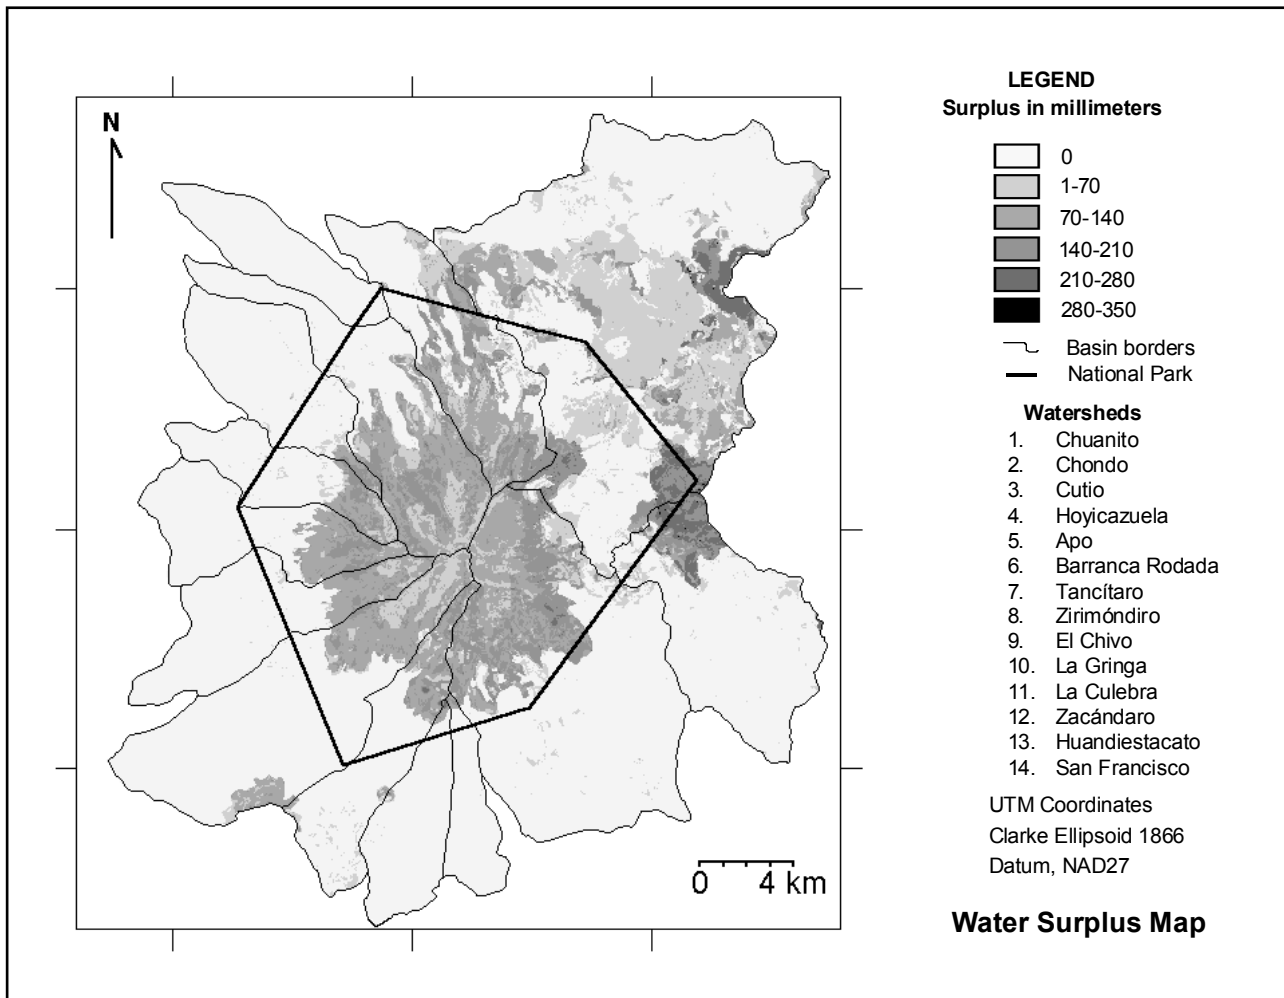 N
LEGEND
Surplus in millimeters
0
1-70
70-140
140-210
210-280
280-350
Basin borders
National Park
Watersheds
1. Chuanito
2. Chondo
3. Cutio
4. Hoyicazuela
5. Apo
6. Barranca Rodada
7. Tancítaro
8. Zirimóndiro
9. El Chivo
10. La Gringa
11. La Culebra
12. Zacándaro
13. Huandiestacato
14. San Francisco
UTM Coordinates
Clarke Ellipsoid 1866
Datum, NAD27
0 4 km
Water Surplus Map